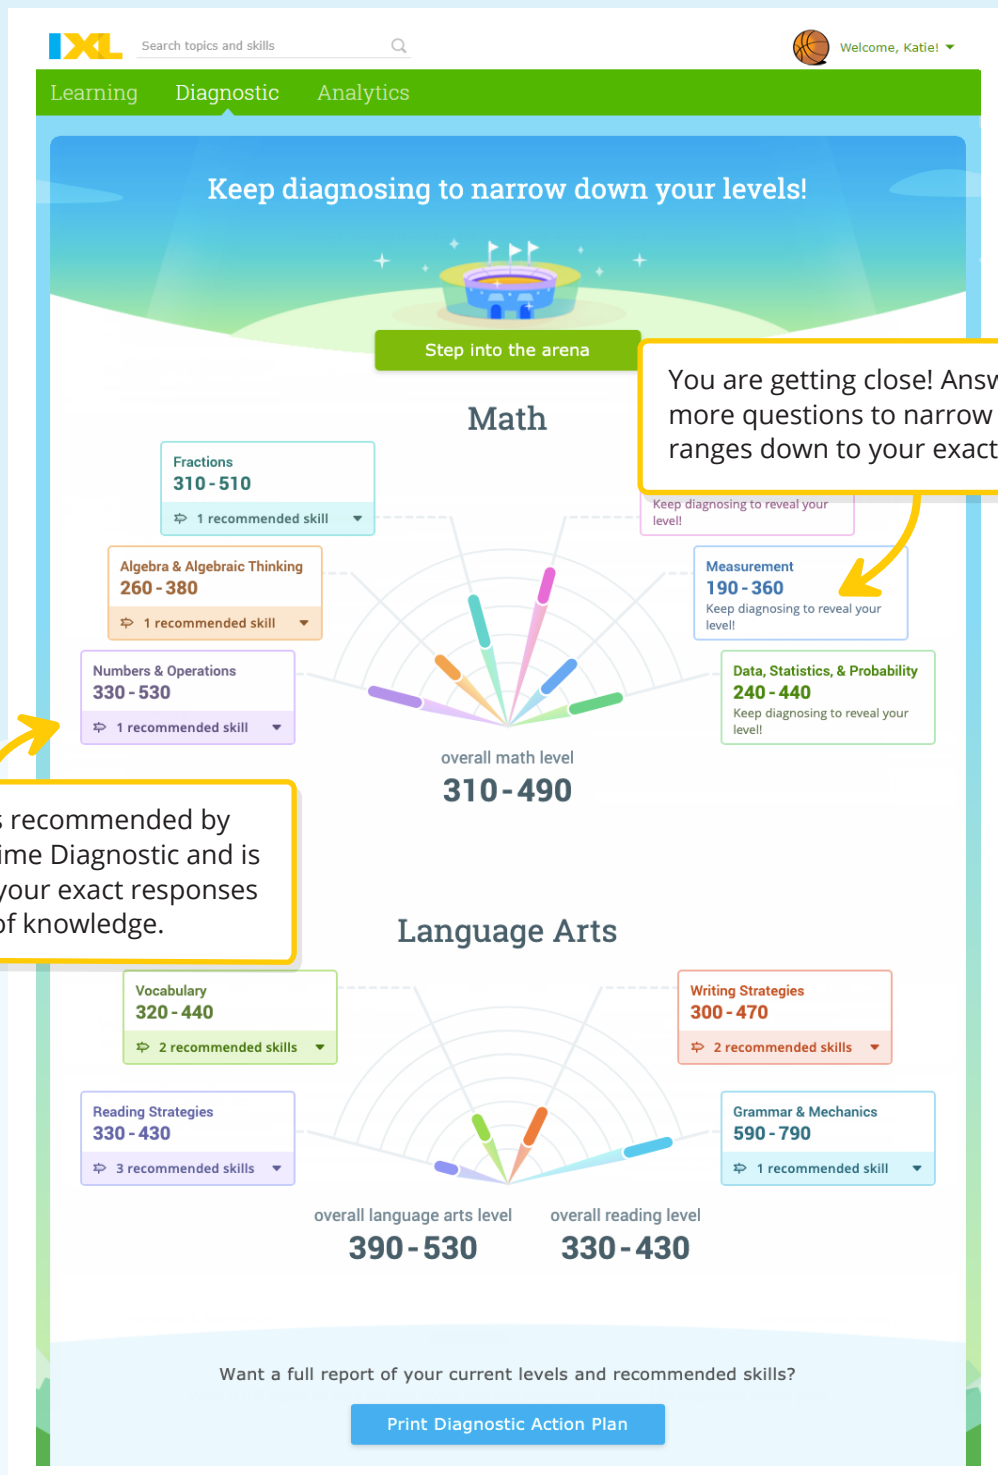 IXL
Search topics and skills
Welcome, Katie!
Learning Diagnostic Analytics
Keep diagnosing to narrow down your levels!
Step into the arena
You are getting close!
more questions to narrow
ranges down to your exact
Math
Fractions
310 - 510
1 recommended skill
Keep diagnosing to reveal your
level!
Algebra & Algebraic Thinking
260 - 380
1 recommended skill
Measurement
190 - 360
Keep diagnosing to reveal your
level!
Numbers & Operations
330 - 530
1 recommended skill
Data, Statistics, & Probability
240 - 440
Keep diagnosing to reveal your
level!
overall math level
310 - 490
recommended by
Diagnostic and is
your exact responses
of knowledge.
Language Arts
Vocabulary
320 - 440
2 recommended skills
Writing Strategies
300 - 470
2 recommended skills
Reading Strategies
330 - 430
3 recommended skills
Grammar & Mechanics
590 - 790
1 recommended skill
overall language arts level
390 - 530
overall reading level
330 - 430
Want a full report of your current levels and recommended skills?
Print Diagnostic Action Plan